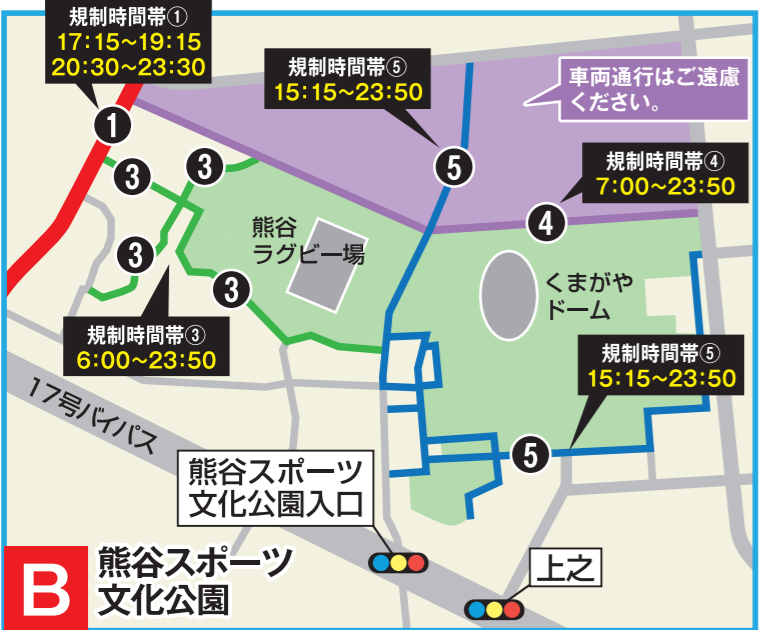 規制時間帯①
17:15〜19:15
20:30〜23:30
規制時間帯⑤
15:15〜23:50
車両通行はご遠慮
ください。
1
3
3
5
規制時間帯④
7:00〜23:50
4
熊谷
ラグビー場
3
3
くまがや
ドーム
規制時間帯③
6:00〜23:50
規制時間帯⑤
15:15〜23:50
17号バイパス
5
熊谷スポーツ
文化公園入口
上之
B
熊谷スポーツ
文化公園